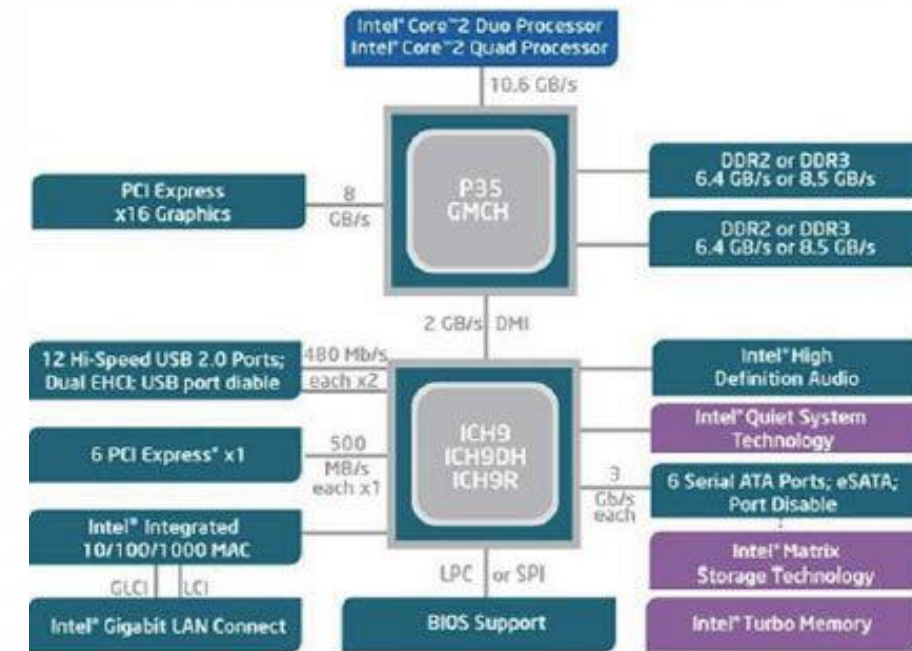 Intel® Core™2 Duo Processor
Intel® Core™2 Quad Processor
10.6 GB/s
PCI Express
x16 Graphics
8
GB/s
P35
GMCH
DDR2 or DDR3
6.4 GB/s or 8.5 GB/s
DDR2 or DDR3
6.4 GB/s or 8.5 GB/s
2 GB/s DMI
12 Hi-Speed USB 2.0 Ports;
Dual EHCI; USB port diable
480 Mb/s
each x2
Intel® High
Definition Audio
Intel® Quiet System
Technology
6 PCI Express® x1
500
MB/s
each x1
ICH9
ICH9DH
ICH9R
3
Gb/s
each
6 Serial ATA Ports; eSATA;
Port Disable
Intel® Integrated
10/100/1000 MAC
Intel® Matrix
Storage Technology
GLCI LCI
LPC or SPI
Intel® Gigabit LAN Connect
BIOS Support
Intel® Turbo Memory